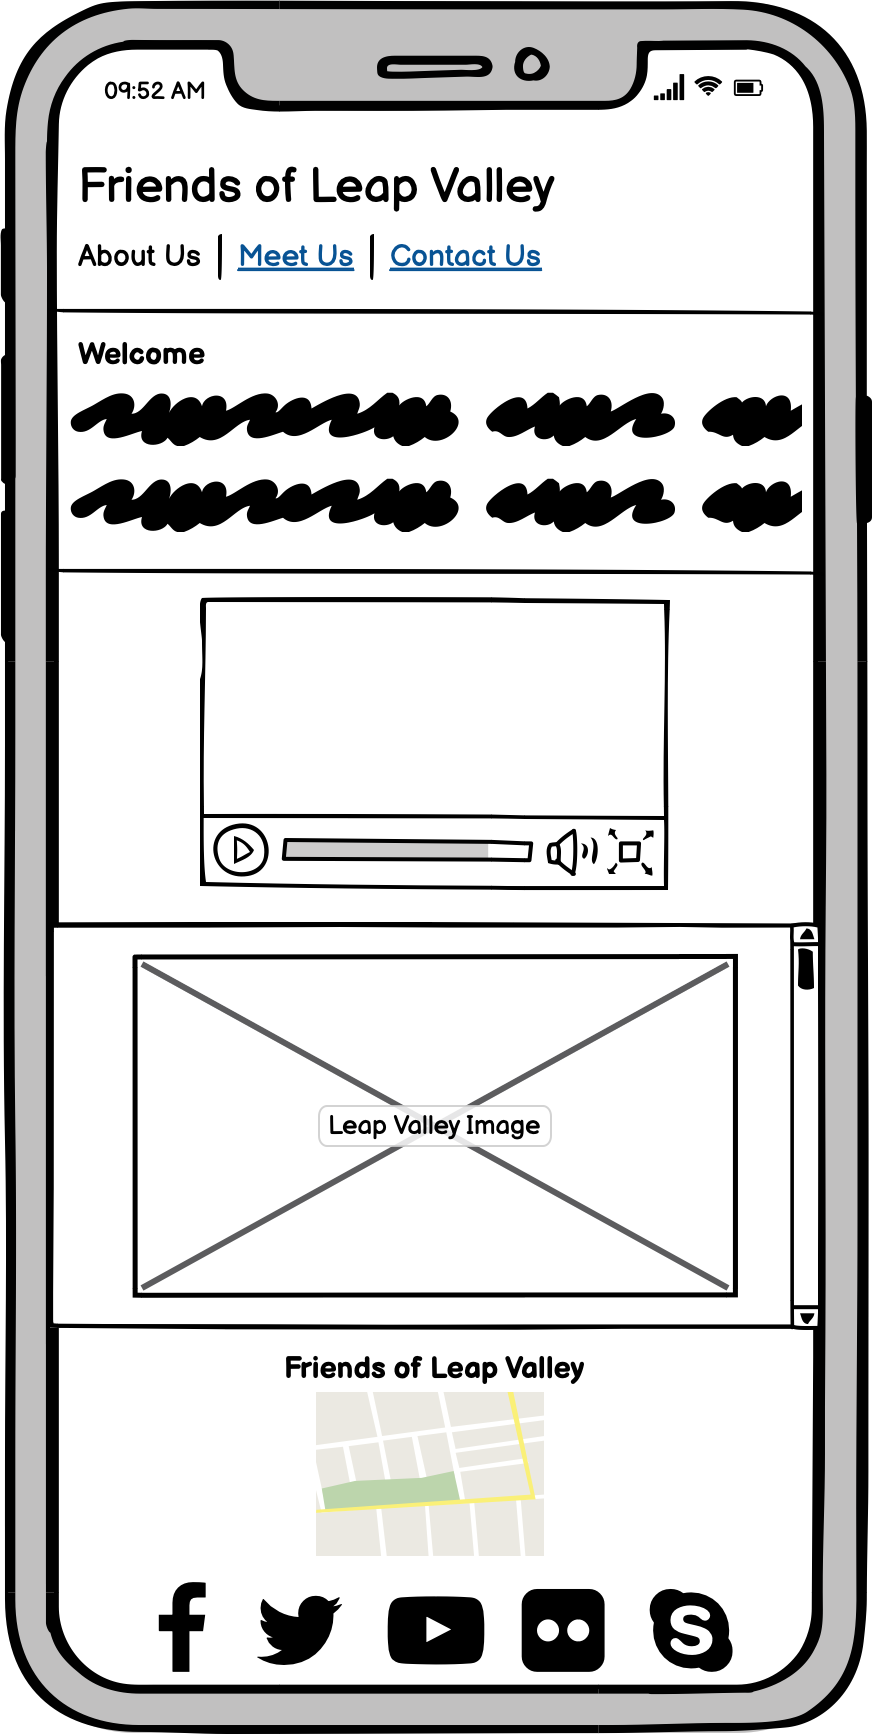 09:52 AM
Friends of Leap Valley
About Us | Meet Us | Contact Us
Welcome
Leap Valley Image
Friends of Leap Valley